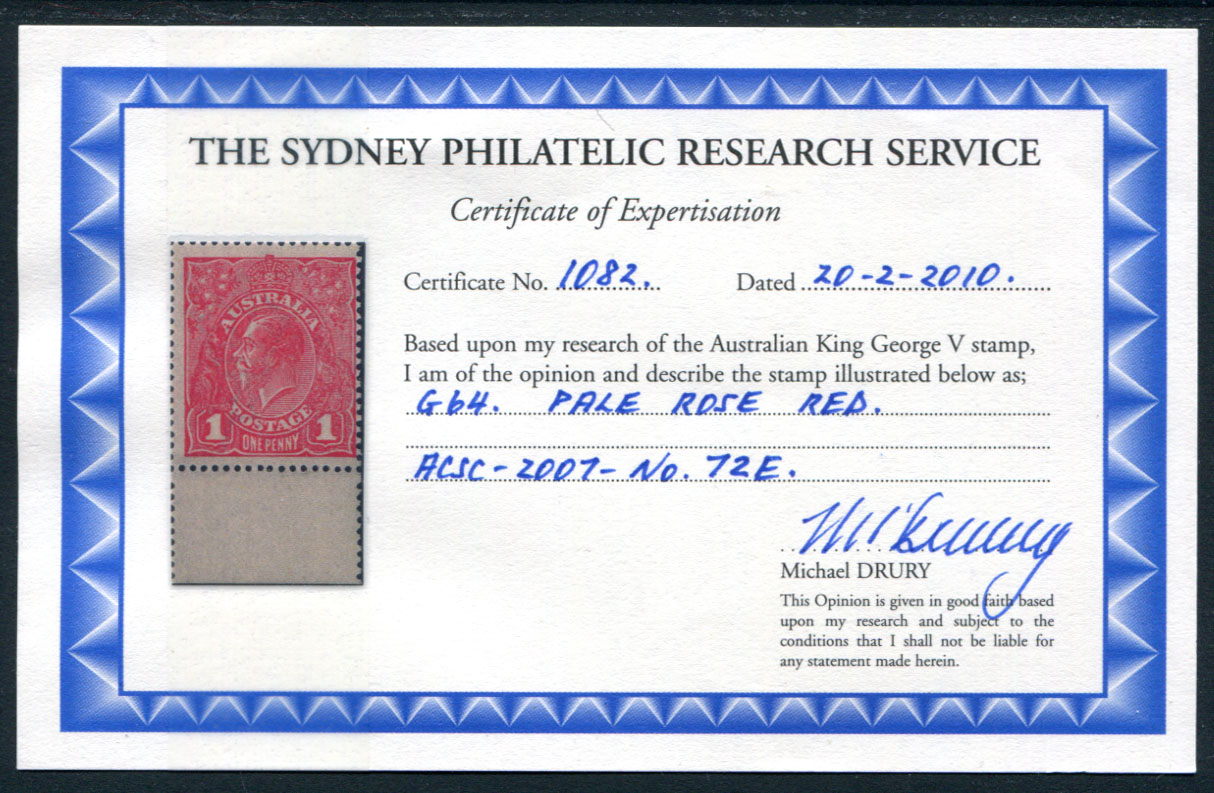 THE SYDNEY PHILATELIC RESEARCH SERVICE
Certificate of Expertisation
Certificate No. 1082.
Dated 20-2-2010.
Based upon my research of the Australian King George V stamp,
I am of the opinion and describe the stamp illustrated below as;
G64. PALE ROSE RED.
ACSC-2007-No. 72E.
AUSTRALIA
POSTAGE
1 ONE PENNY 1
Michael DRURY
This Opinion is given in good faith based
upon my research and subject to the
conditions that I shall not be liable for
any statement made herein.